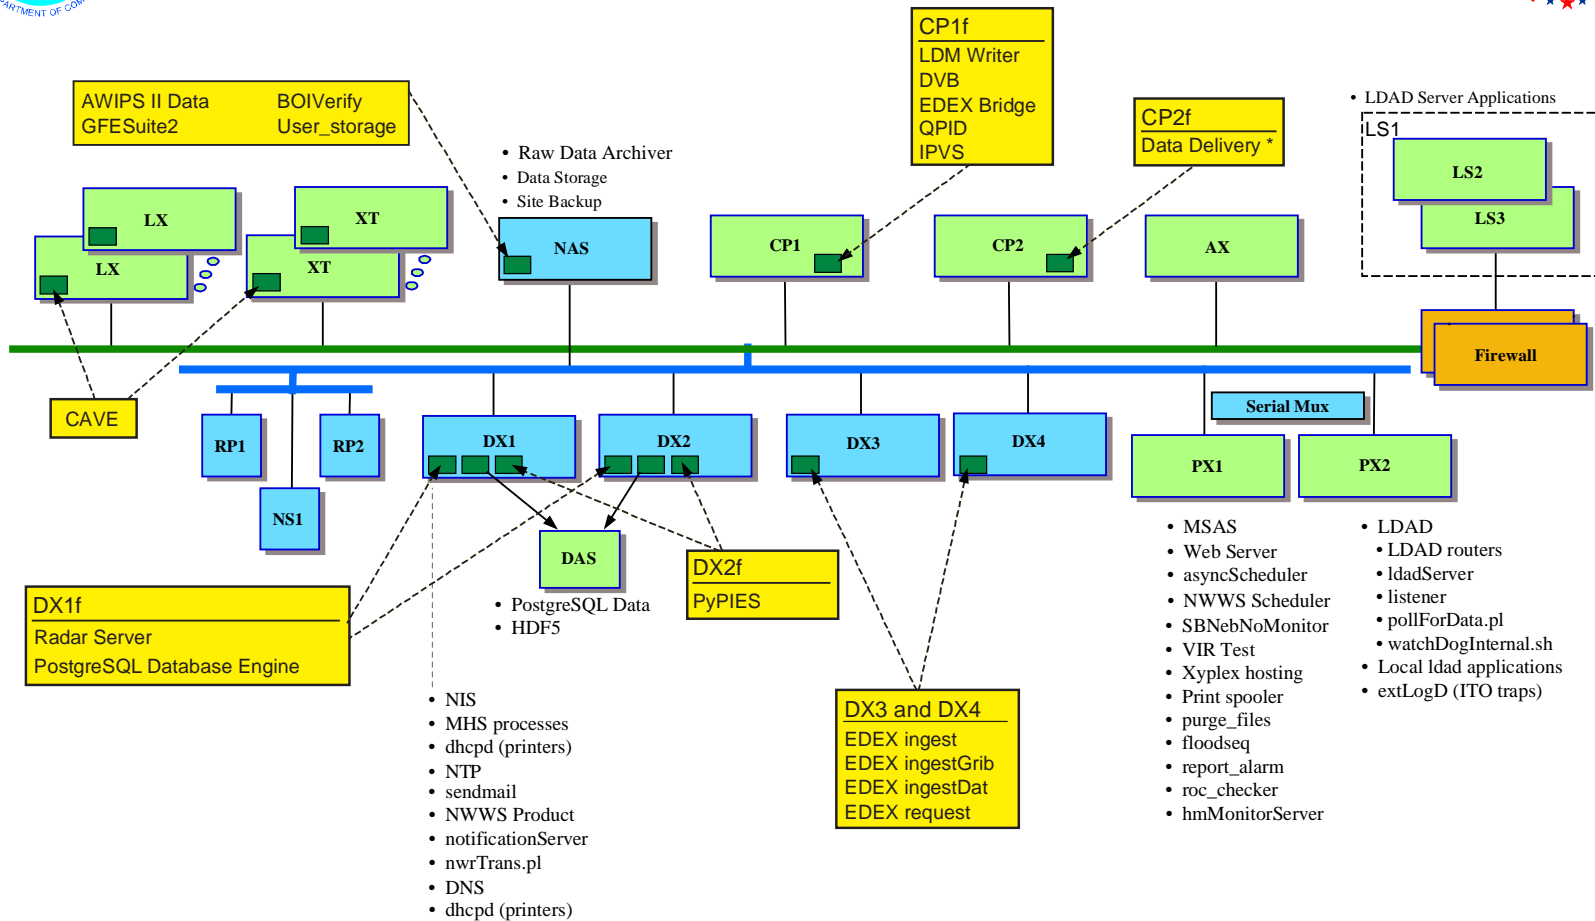 ARTMENT OF COM
CP1f
LDM Writer
DVB
EDEX Bridge
QPID
IPVS
AWIPS II Data BOIVerify
GFESuite2 User_storage
CP2f
Data Delivery *
• LDAD Server Applications
LS1
LS2
LS3
• Raw Data Archiver
• Data Storage
• Site Backup
LX
LX
XT
XT
NAS
CP1
CP2
AX
Firewall
CAVE
RP1
RP2
NS1
DX1
DX2
DX3
DX4
Serial Mux
PX1
PX2
DAS
• PostgreSQL Data
• HDF5
DX2f
PyPIES
DX1f
Radar Server
PostgreSQL Database Engine
• NIS
• MHS processes
• dhcpd (printers)
• NTP
• sendmail
• NWWS Product
• notificationServer
• nwrTrans.pl
• DNS
• dhcpd (printers)
DX3 and DX4
EDEX ingest
EDEX ingestGrib
EDEX ingestDat
EDEX request
• MSAS
• Web Server
• asyncScheduler
• NWWS Scheduler
• SBNebNoMonitor
• VIR Test
• Xyplex hosting
• Print spooler
• purge_files
• floodseq
• report_alarm
• roc_checker
• hmMonitorServer
• LDAD
• LDAD routers
• ldadServer
• listener
• pollForData.pl
• watchDogInternal.sh
• Local ldad applications
• extLogD (ITO traps)